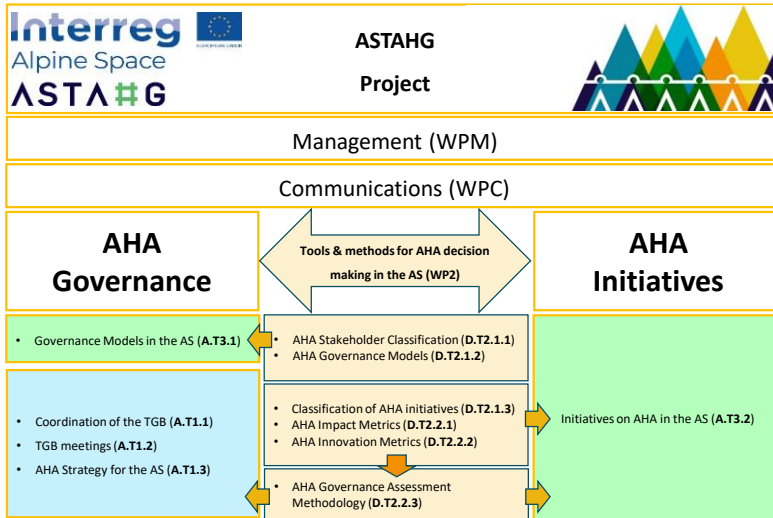 Interreg
EUROPEAN UNION
Alpine Space
ASTAHG
ASTAHG
Project
Management (WPM)
Communications (WPC)
AHA
Governance
Tools & methods for AHA decision
making in the AS (WP2)
AHA
Initiatives
• Governance Models in the AS (A.T3.1)
• AHA Stakeholder Classification (D.T2.1.1)
• AHA Governance Models (D.T2.1.2)
• Coordination of the TGB (A.T1.1)
• TGB meetings (A.T1.2)
• AHA Strategy for the AS (A.T1.3)
• Classification of AHA initiatives (D.T2.1.3)
• AHA Impact Metrics (D.T2.2.1)
• AHA Innovation Metrics (D.T2.2.2)
Initiatives on AHA in the AS (A.T3.2)
• AHA Governance Assessment
Methodology (D.T2.2.3)